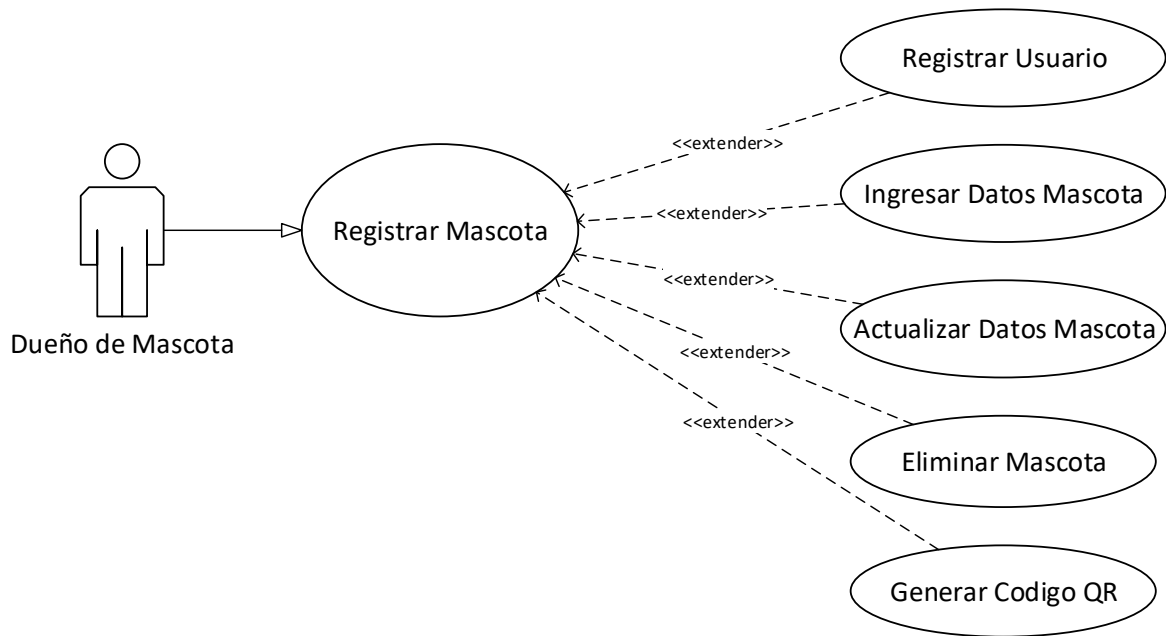 Registrar Usuario
<<extender>>
Ingresar Datos Mascota
<<extender>>
Registrar Mascota
<<extender>>
Actualizar Datos Mascota
Dueño de Mascota
<<extender>>
<<extender>>
Eliminar Mascota
Generar Codigo QR